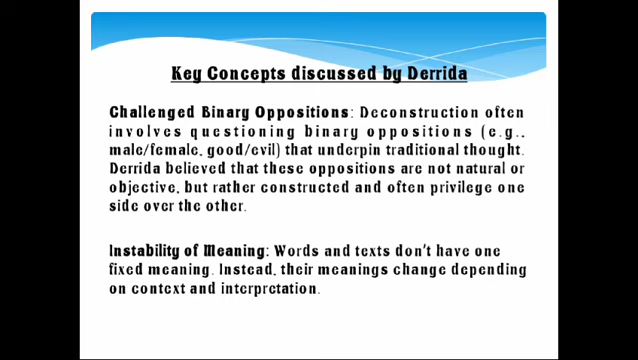 Key Concepts discussed by Derrida
Challenged Binary Oppositions: Deconstruction often
involves questioning binary oppositions (e.g.,
male/female, good/evil) that underpin traditional thought.
Derrida believed that these oppositions are not natural or
objective, but rather constructed and often privilege one
side over the other.
Instability of Meaning: Words and texts don't have one
fixed meaning. Instead, their meanings change depending
on context and interpretation.